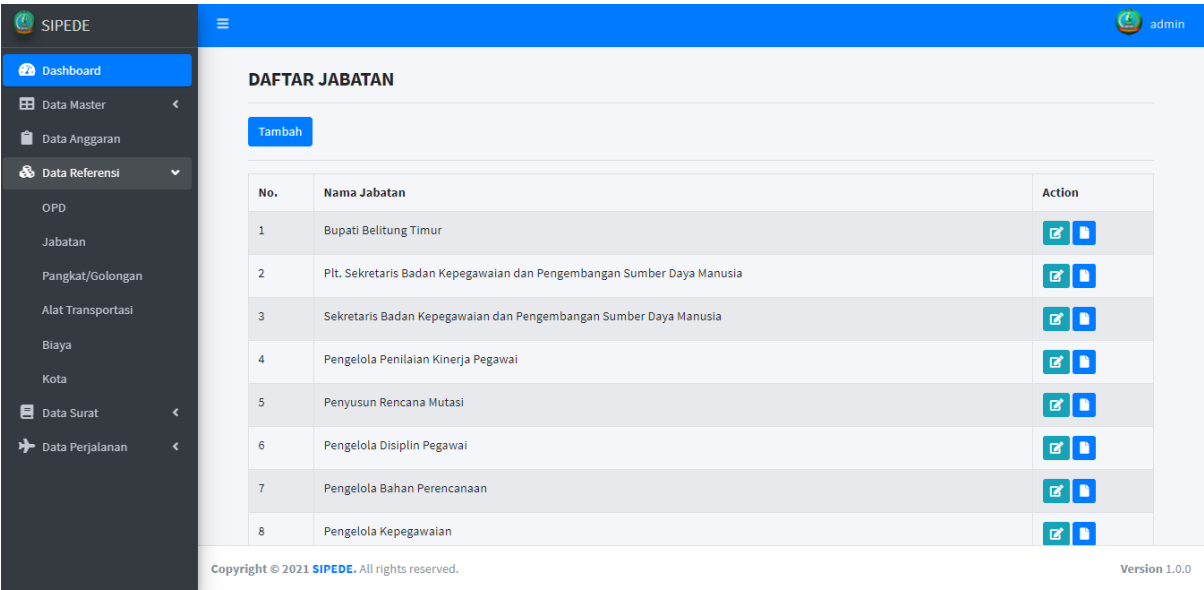 SIPEDE
admin
Dashboard
Data Master
Data Anggaran
Data Referensi
OPD
Jabatan
Pangkat/Golongan
Alat Transportasi
Biaya
Kota
Data Surat
Data Perjalanan
DAFTAR JABATAN
Tambah
No. Nama Jabatan Action
1 Bupati Belitung Timur
2 Plt. Sekretaris Badan Kepegawaian dan Pengembangan Sumber Daya Manusia
3 Sekretaris Badan Kepegawaian dan Pengembangan Sumber Daya Manusia
4 Pengelola Penilaian Kinerja Pegawai
5 Penyusun Rencana Mutasi
6 Pengelola Disiplin Pegawai
7 Pengelola Bahan Perencanaan
8 Pengelola Kepegawaian
Copyright © 2021 SIPEDE. All rights reserved. Version 1.0.0